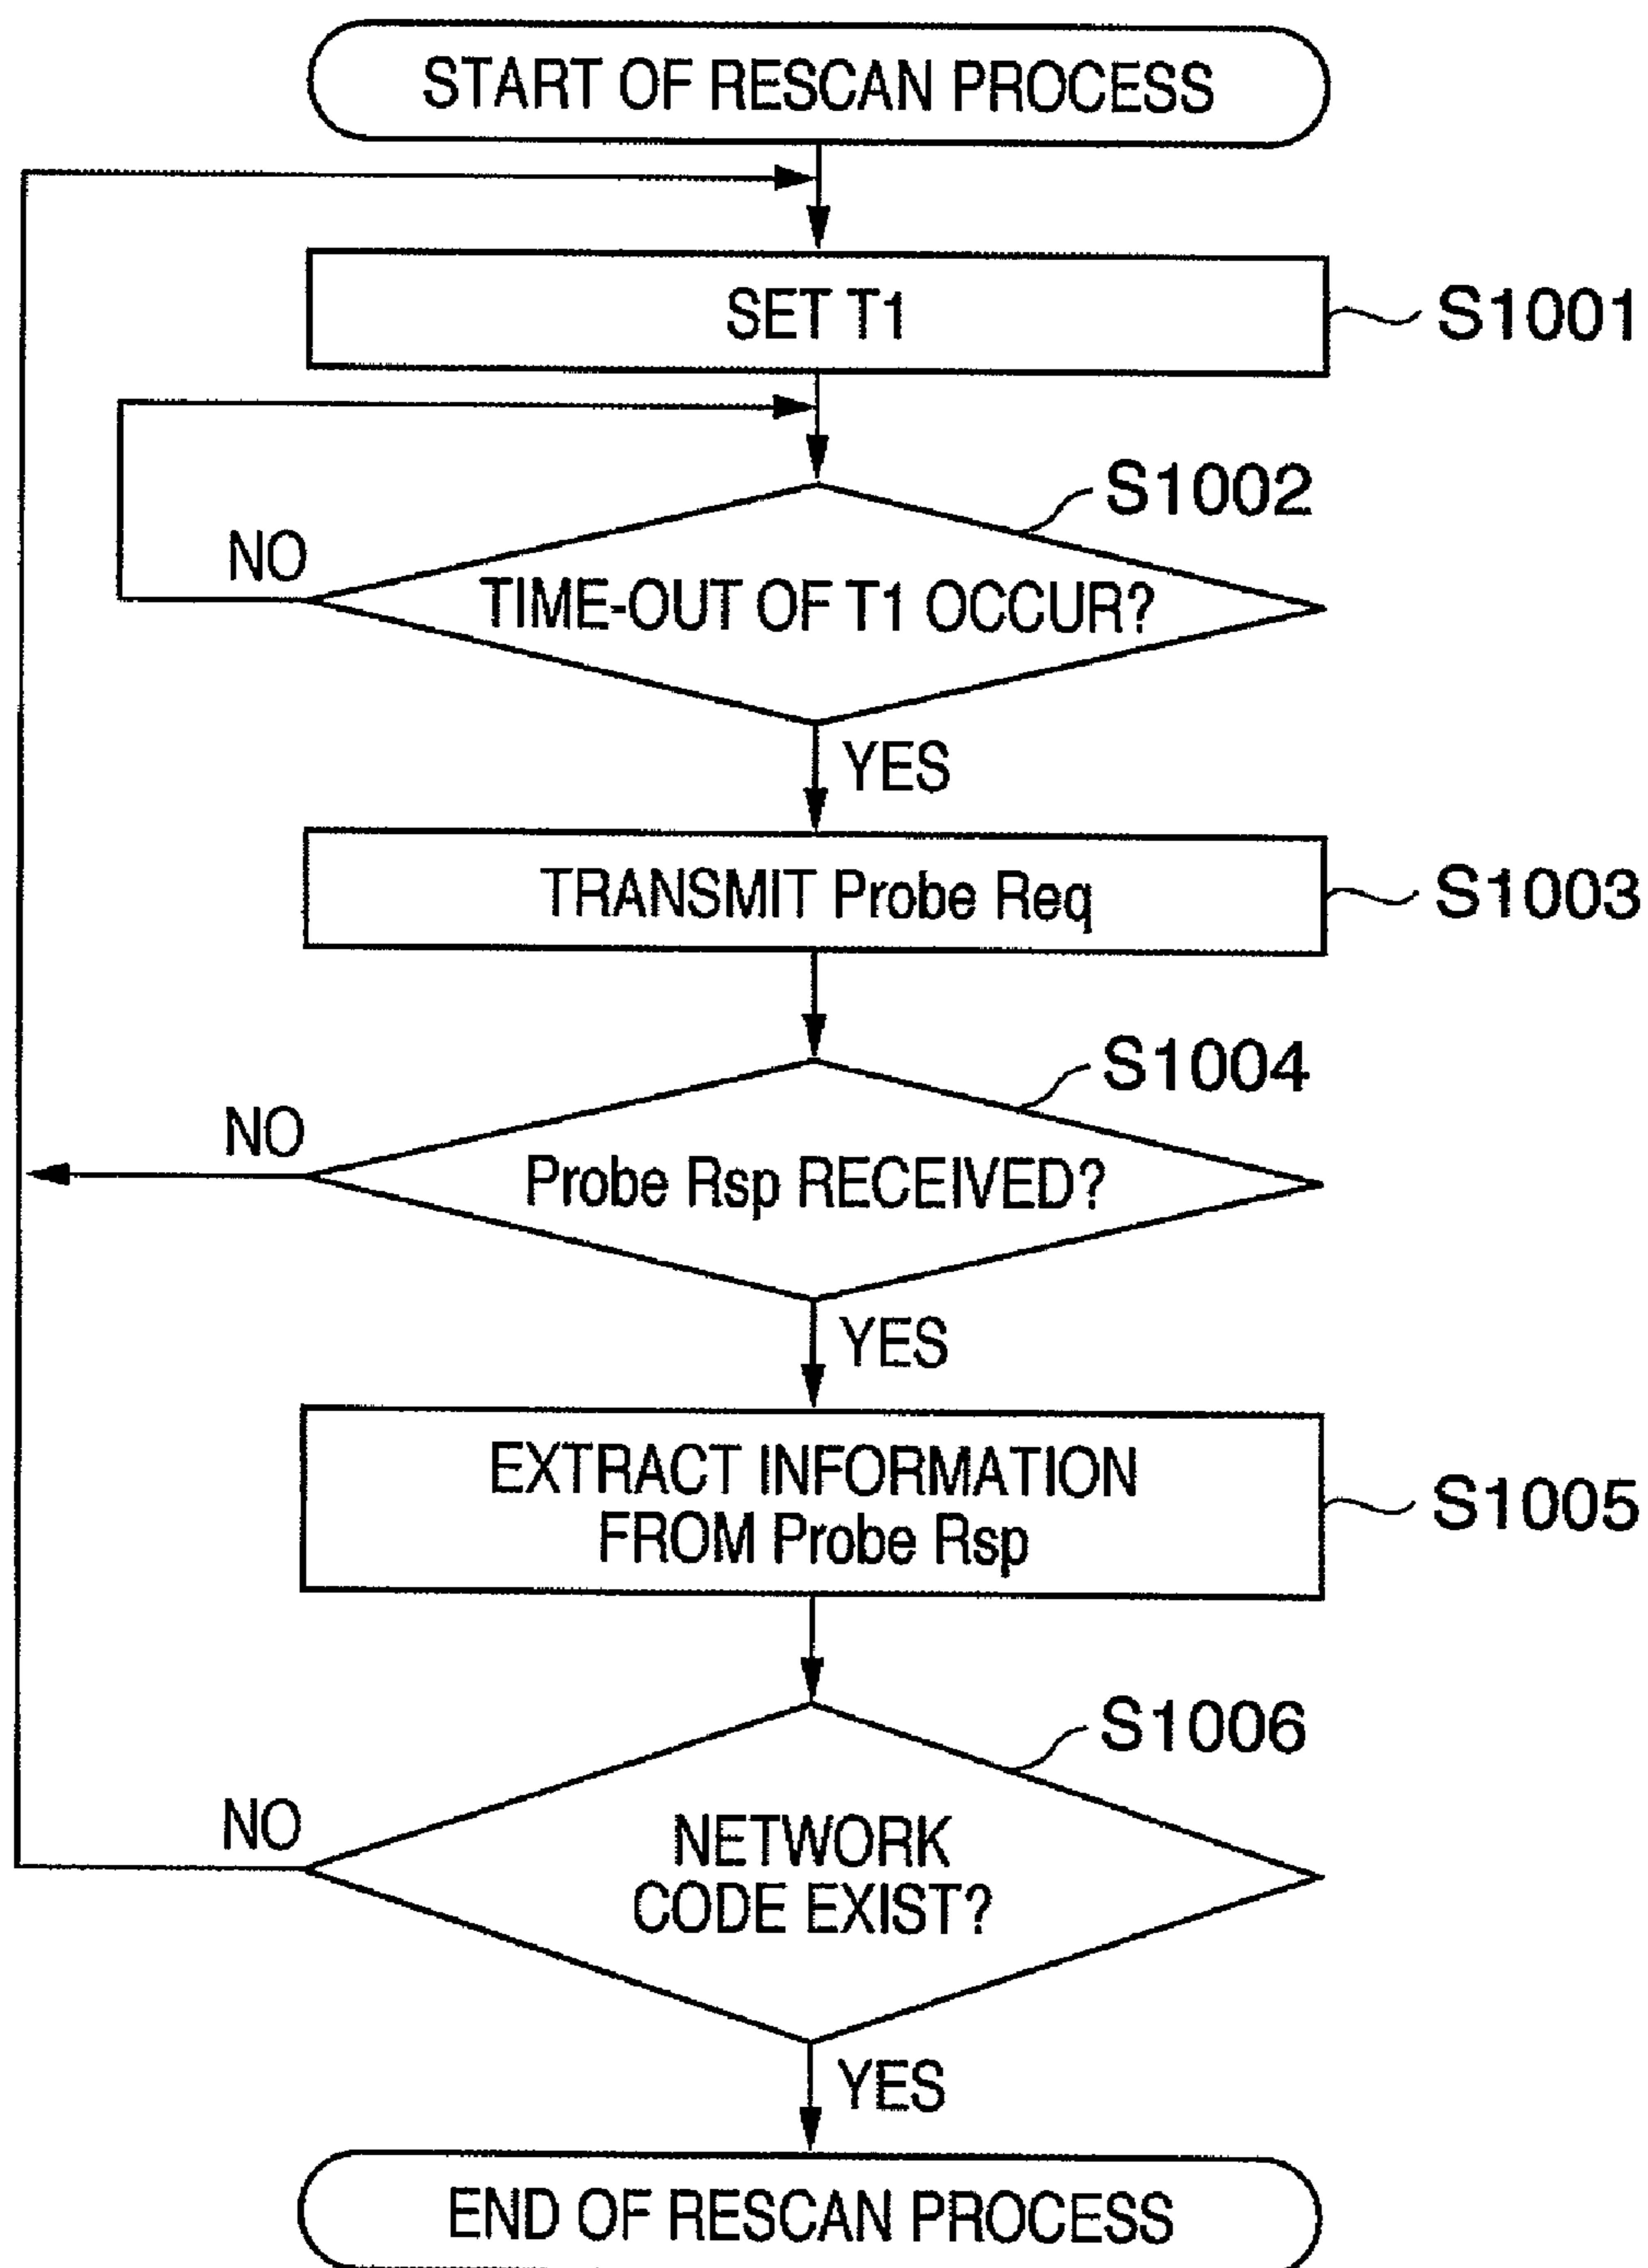 START OF RESCAN PROCESS
SET T1
S1001
S1002
NO
TIME-OUT OF T1 OCCUR?
YES
TRANSMIT Probe Req
S1003
S1004
NO
Probe Rsp RECEIVED?
YES
EXTRACT INFORMATION
FROM Probe Rsp
S1005
S1006
NO
NETWORK
CODE EXIST?
YES
END OF RESCAN PROCESS